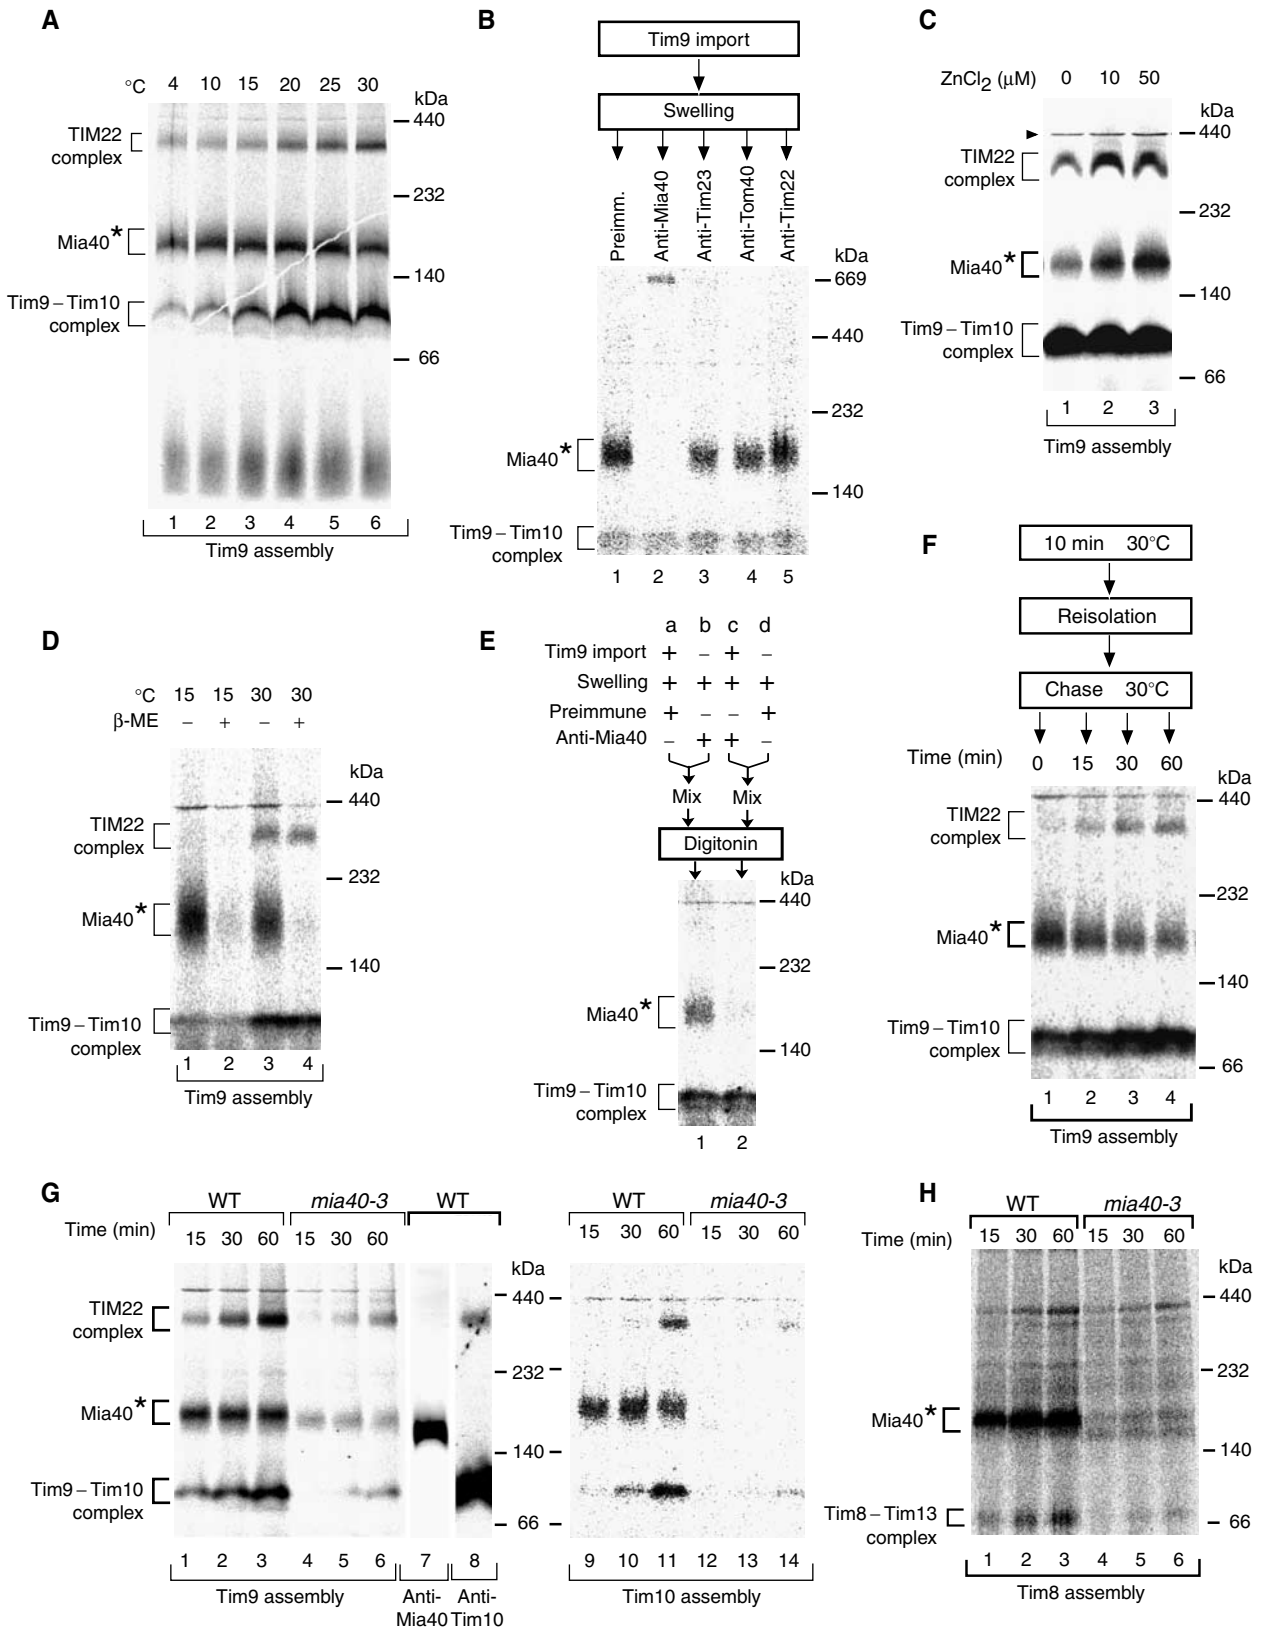 A
°C 4 10 15 20 25 30
kDa
440
TIM22
complex
232
Mia40*
140
Tim9–Tim10
complex
66
1 2 3 4 5 6
Tim9 assembly
B
Tim9 import
Swelling
Preimm.
Anti-Mia40
Anti-Tim23
Anti-Tom40
Anti-Tim22
kDa
669
440
232
Mia40*
140
Tim9–Tim10
complex
1 2 3 4 5
C
ZnCl2 (μM) 0 10 50
kDa
440
TIM22
complex
232
Mia40*
140
Tim9–Tim10
complex
66
1 2 3
Tim9 assembly
D
°C 15 15 30 30
β-ME – + – +
kDa
440
TIM22
complex
232
Mia40*
140
Tim9–Tim10
complex
1 2 3 4
Tim9 assembly
E
a b c d
Tim9 import + – + –
Swelling + + + +
Preimmune + – – +
Anti-Mia40 – + + –
Mix Mix
Digitonin
kDa
440
232
Mia40*
140
Tim9–Tim10
complex
1 2
F
10 min 30°C
Reisolation
Chase 30°C
Time (min) 0 15 30 60
kDa
440
TIM22
complex
232
Mia40*
140
Tim9–Tim10
complex
66
1 2 3 4
Tim9 assembly
G
WT mia40-3 WT
Time (min) 15 30 60 15 30 60
kDa
440
TIM22
complex
232
Mia40*
140
Tim9–Tim10
complex
66
1 2 3 4 5 6 7 8
Tim9 assembly
Anti-
Mia40
Anti-
Tim10
WT mia40-3
15 30 60 15 30 60
9 10 11 12 13 14
Tim10 assembly
H
WT mia40-3
Time (min) 15 30 60 15 30 60
kDa
440
232
Mia40*
140
Tim8–Tim13
complex
66
1 2 3 4 5 6
Tim8 assembly